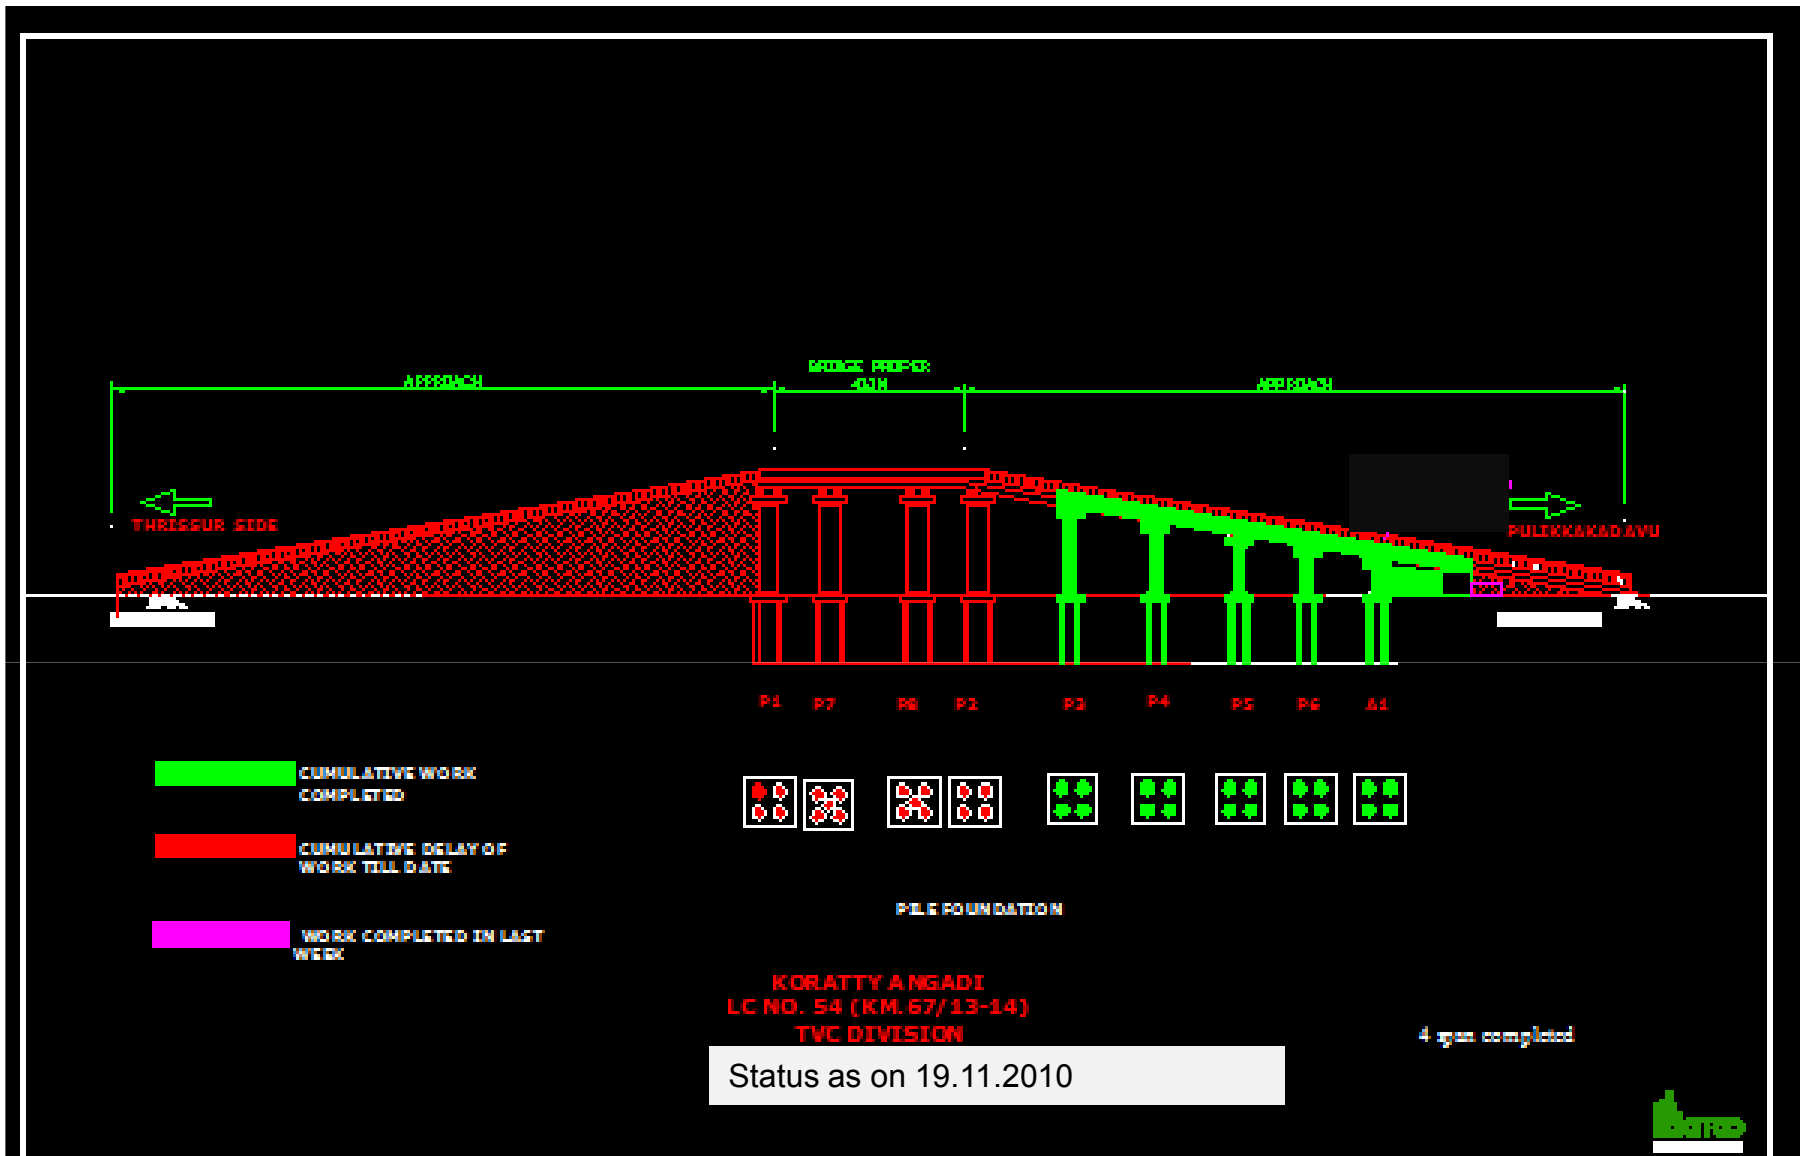 BRIDGE PROPER
APPROACH
APPROACH
THRISSUR SIDE
PULIKKAKADAVU
P1 P7 P8 P2 P3 P4 P5 P6 A1
CUMULATIVE WORK
COMPLETED
CUMULATIVE DELAY OF
WORK TILL DATE
WORK COMPLETED IN LAST
WEEK
PILE FOUNDATION
KORATTY ANGADI
LC NO. 54 (KM.67/13-14)
TVC DIVISION
4 span completed
Status as on 19.11.2010